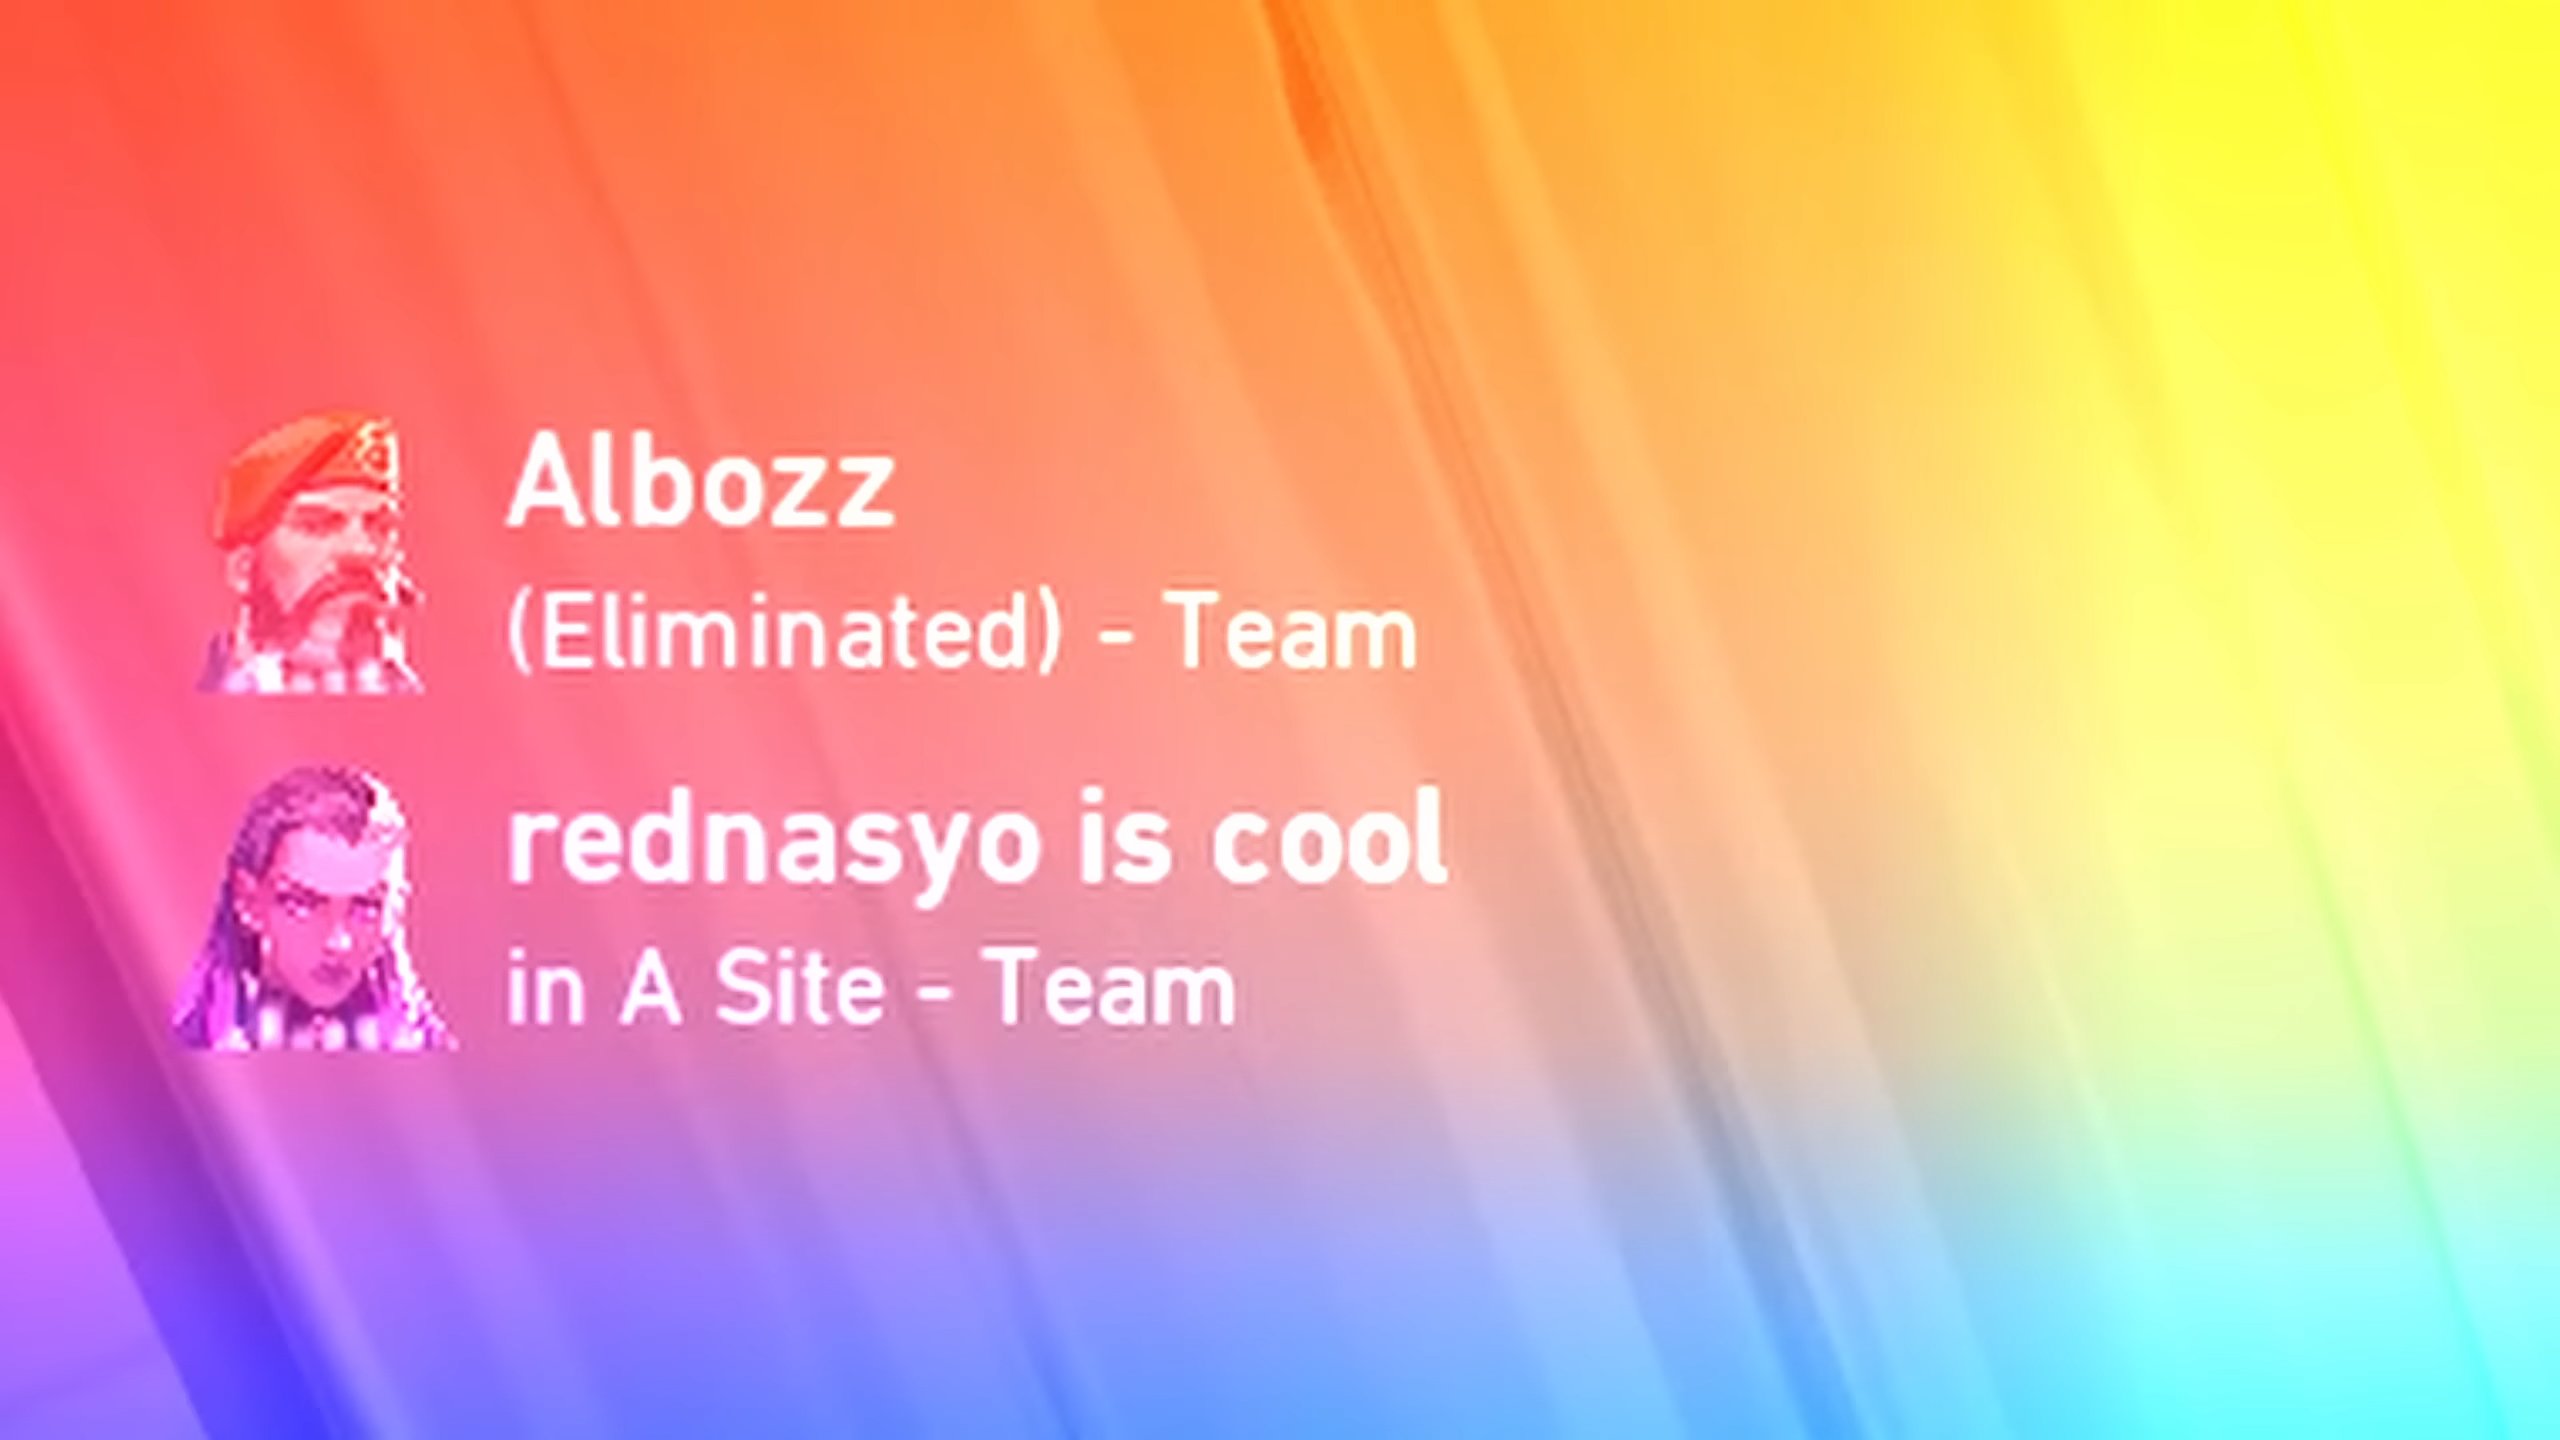 Albozz
(Eliminated) - Team
rednasyo is cool
in A Site - Team